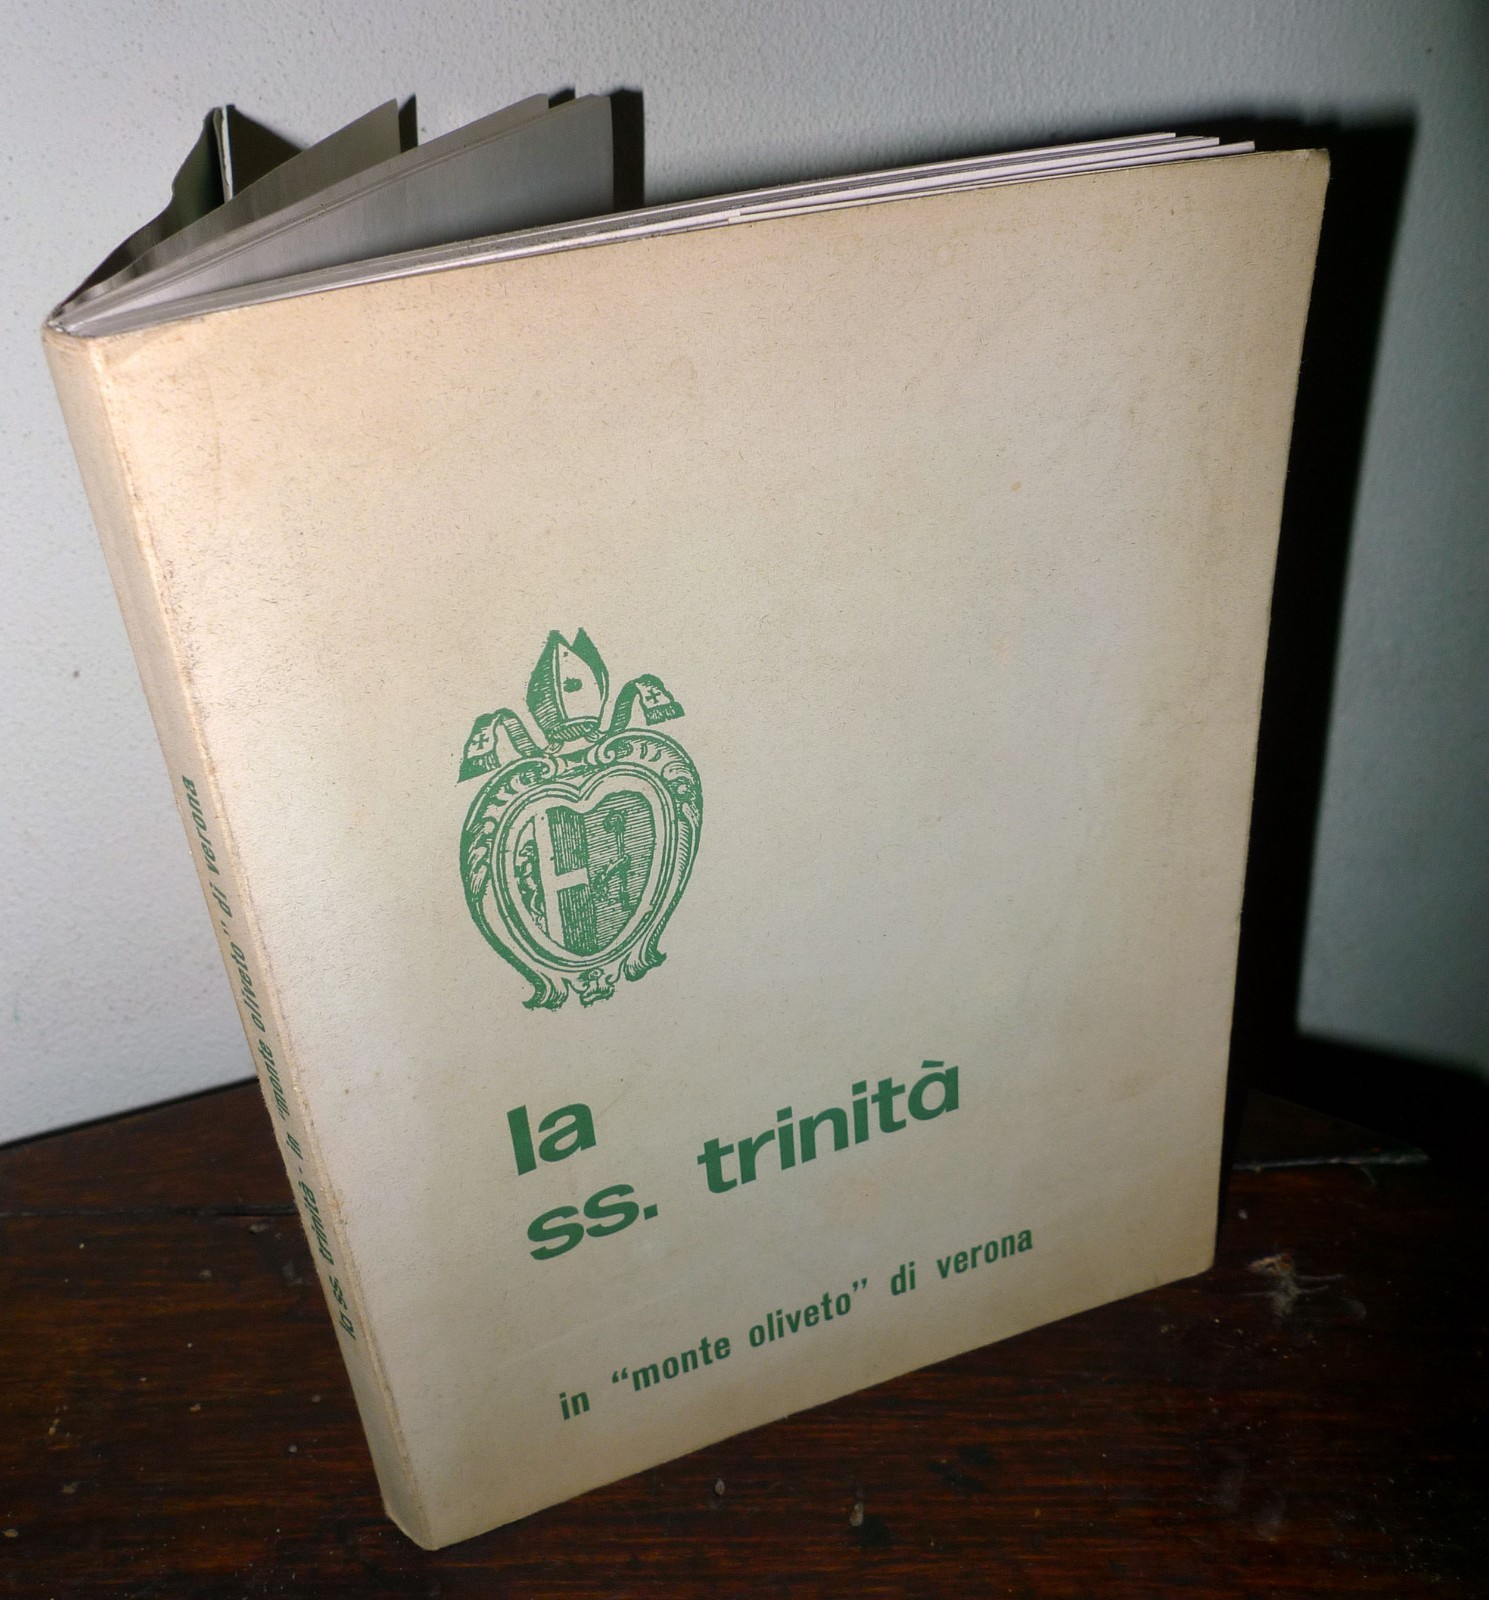 la
ss. trinità
in “monte oliveto” di verona
la ss. trinità - in “monte oliveto” di verona